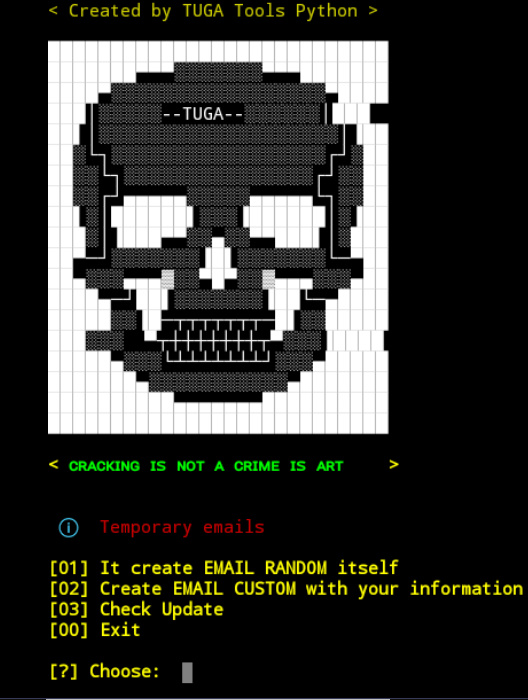 < Created by TUGA Tools Python >
--TUGA--
< CRACKING IS NOT A CRIME IS ART >
ⓘ Temporary emails
[01] It create EMAIL RANDOM itself
[02] Create EMAIL CUSTOM with your information
[03] Check Update
[00] Exit
[?] Choose: